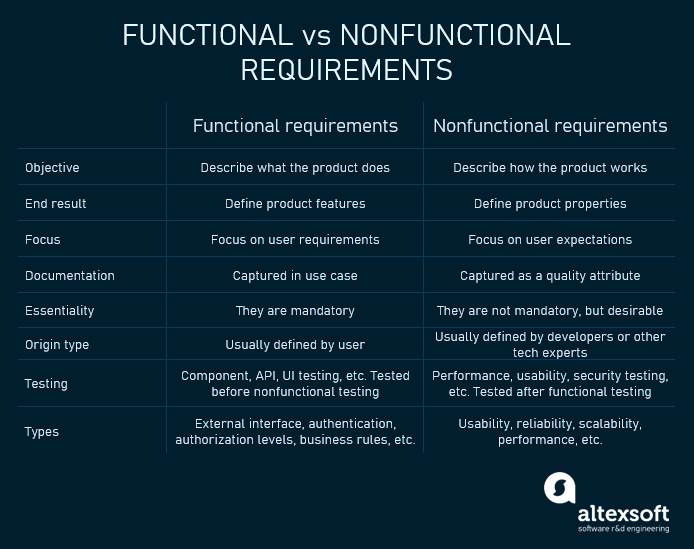 FUNCTIONAL vs NONFUNCTIONAL
REQUIREMENTS
Functional requirements
Nonfunctional requirements
Objective
Describe what the product does
Describe how the product works
End result
Define product features
Define product properties
Focus
Focus on user requirements
Focus on user expectations
Documentation
Captured in use case
Captured as a quality attribute
Essentiality
They are mandatory
They are not mandatory, but desirable
Origin type
Usually defined by user
Usually defined by developers or other
tech experts
Testing
Component, API, UI testing, etc. Tested
before nonfunctional testing
Performance, usability, security testing,
etc. Tested after functional testing
Types
External interface, authentication,
authorization levels, business rules, etc.
Usability, reliability, scalability,
performance, etc.
altexsoft
software r&d engineering